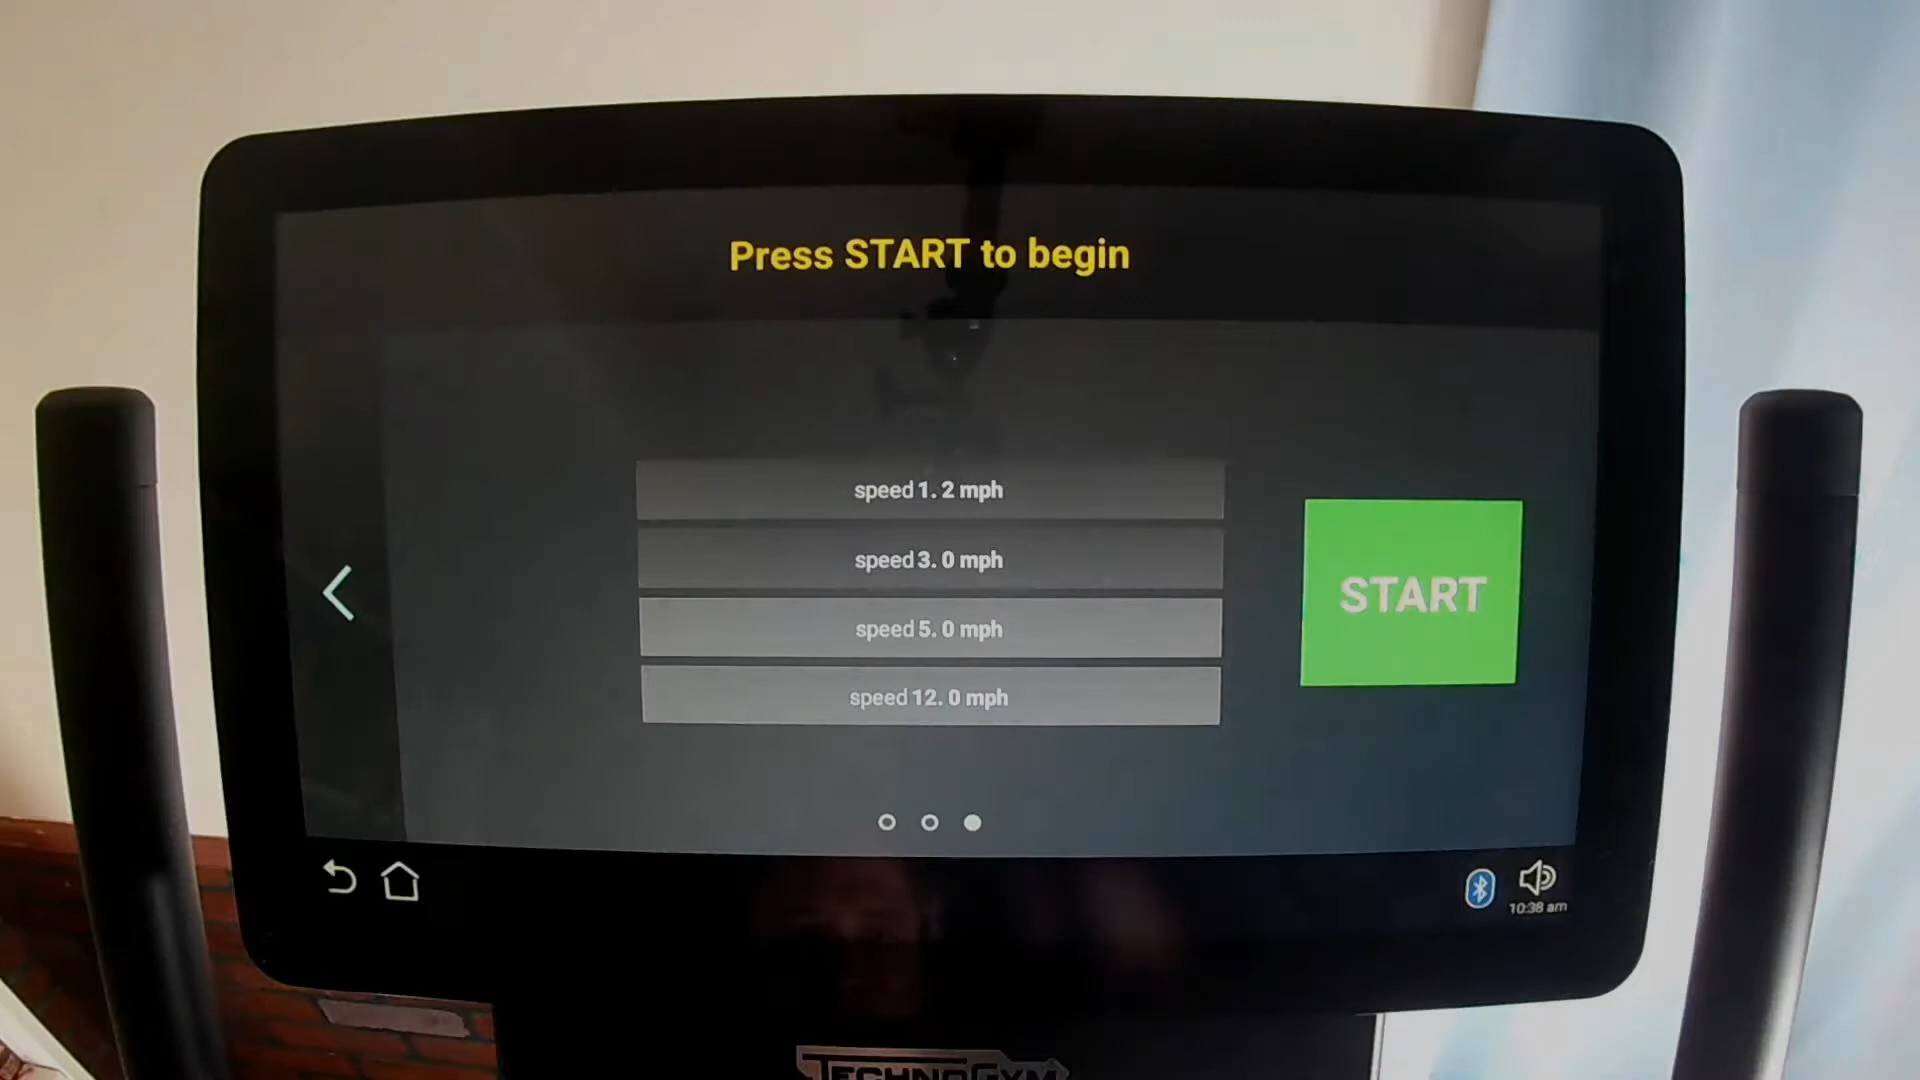 Press START to begin
speed 1.2 mph
speed 3.0 mph
START
speed 5.0 mph
speed 12.0 mph
10:38 am
TECHNOGYM